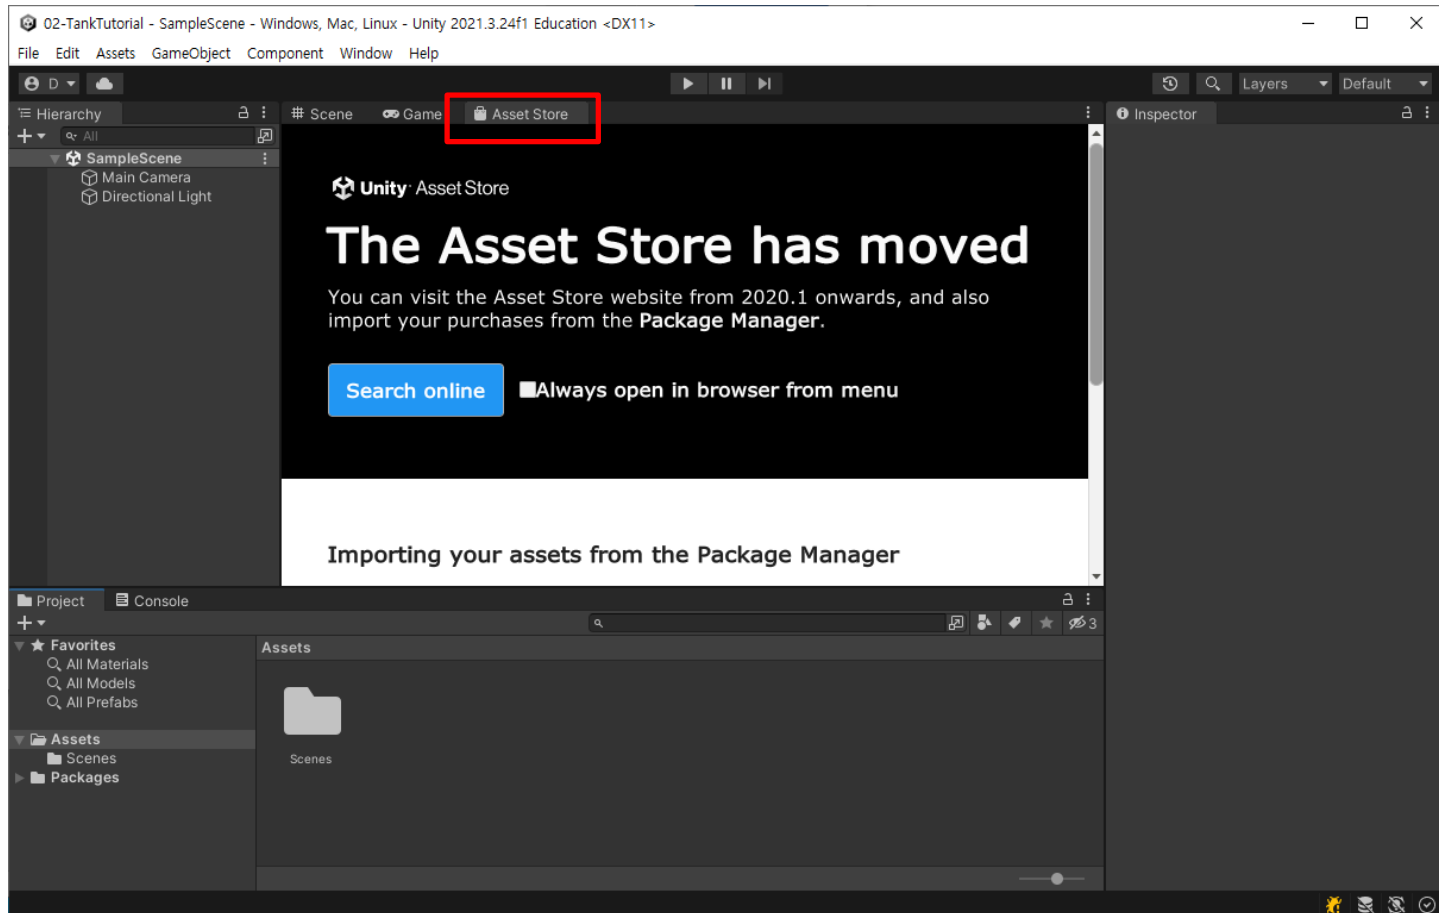 02-TankTutorial - SampleScene - Windows, Mac, Linux - Unity 2021.3.24f1 Education <DX11>
File Edit Assets GameObject Component Window Help
D
Layers
Default
Hierarchy
All
SampleScene
Main Camera
Directional Light
Scene
Game
Asset Store
Unity Asset Store
The Asset Store has moved
You can visit the Asset Store website from 2020.1 onwards, and also
import your purchases from the Package Manager.
Search online
Always open in browser from menu
Importing your assets from the Package Manager
Inspector
Project
Console
3
Favorites
All Materials
All Models
All Prefabs
Assets
Scenes
Packages
Assets
Scenes